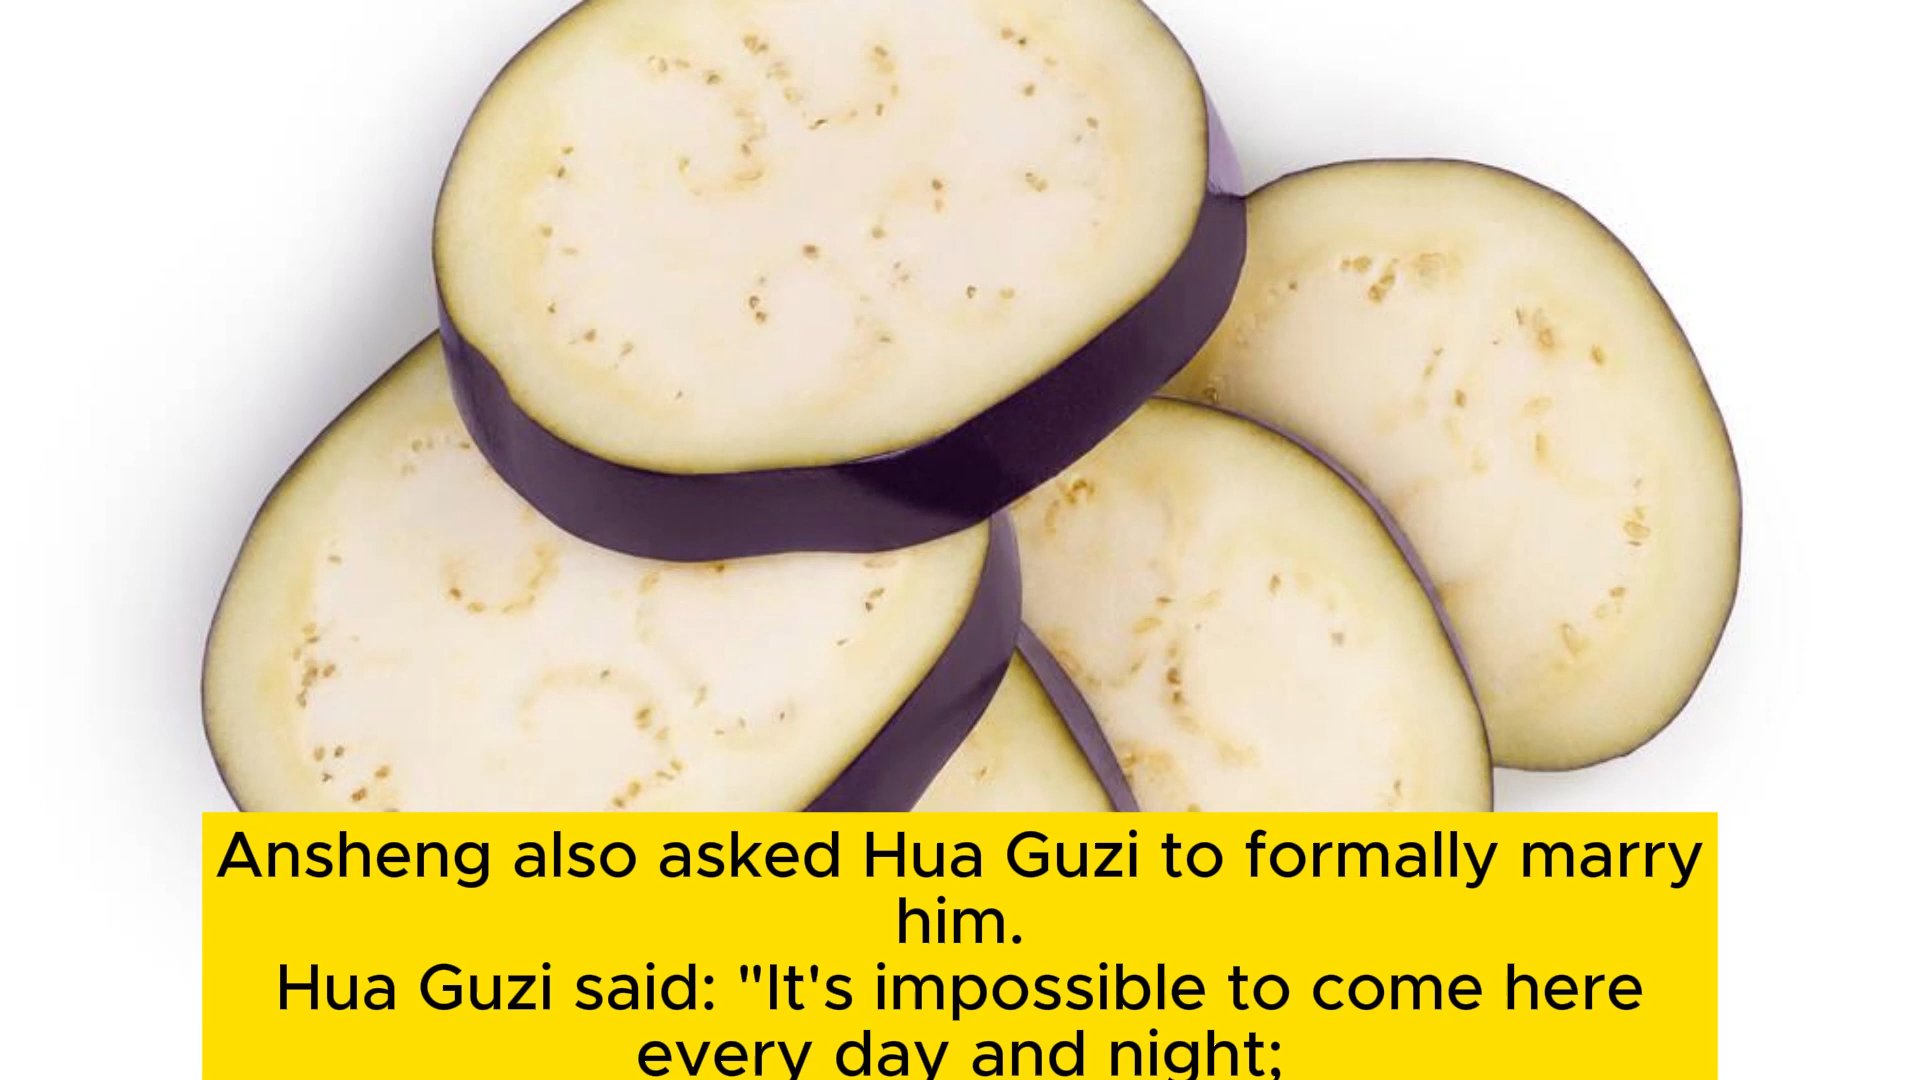 Ansheng also asked Hua Guzi to formally marry
him.
Hua Guzi said: "It's impossible to come here
every day and night;